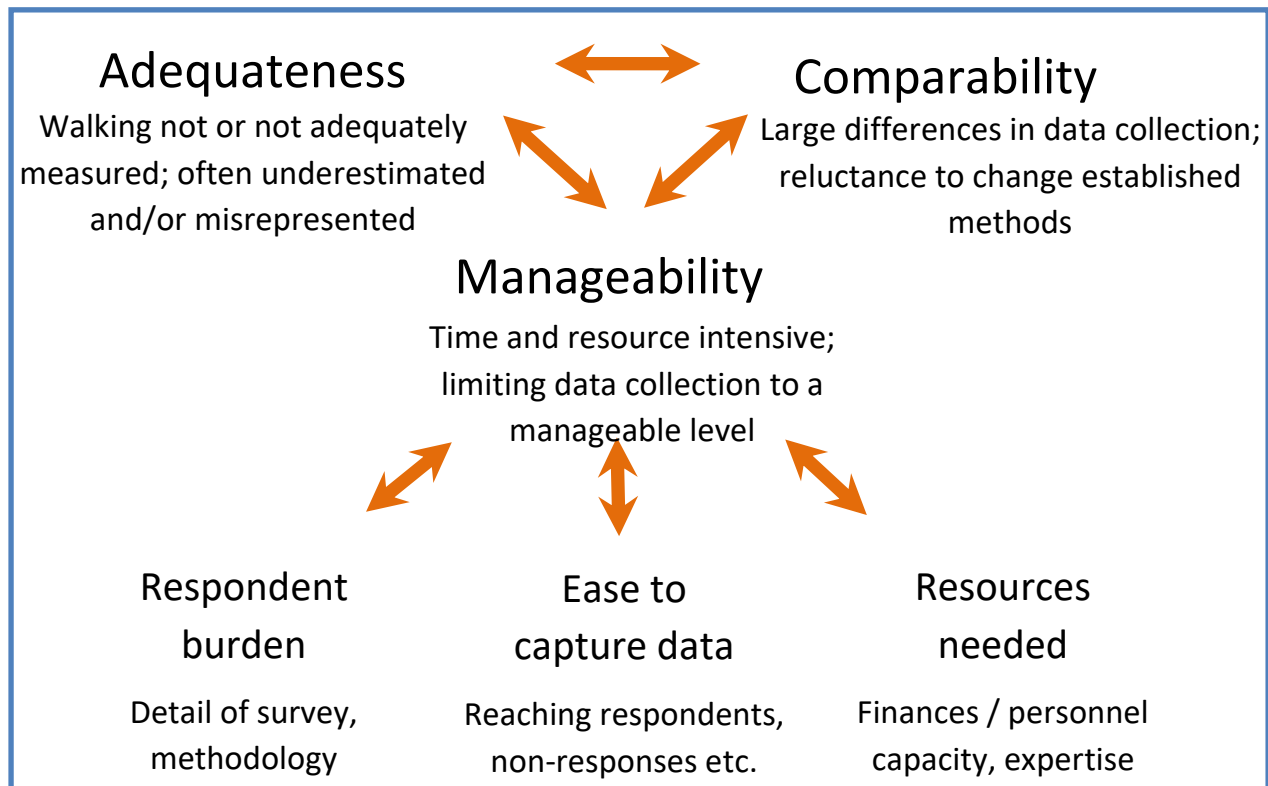 Adequateness
Walking not or not adequately
measured; often underestimated
and/or misrepresented
Comparability
Large differences in data collection;
reluctance to change established
methods
Manageability
Time and resource intensive;
limiting data collection to a
manageable level
Respondent
burden
Detail of survey,
methodology
Ease to
capture data
Reaching respondents,
non-responses etc.
Resources
needed
Finances / personnel
capacity, expertise